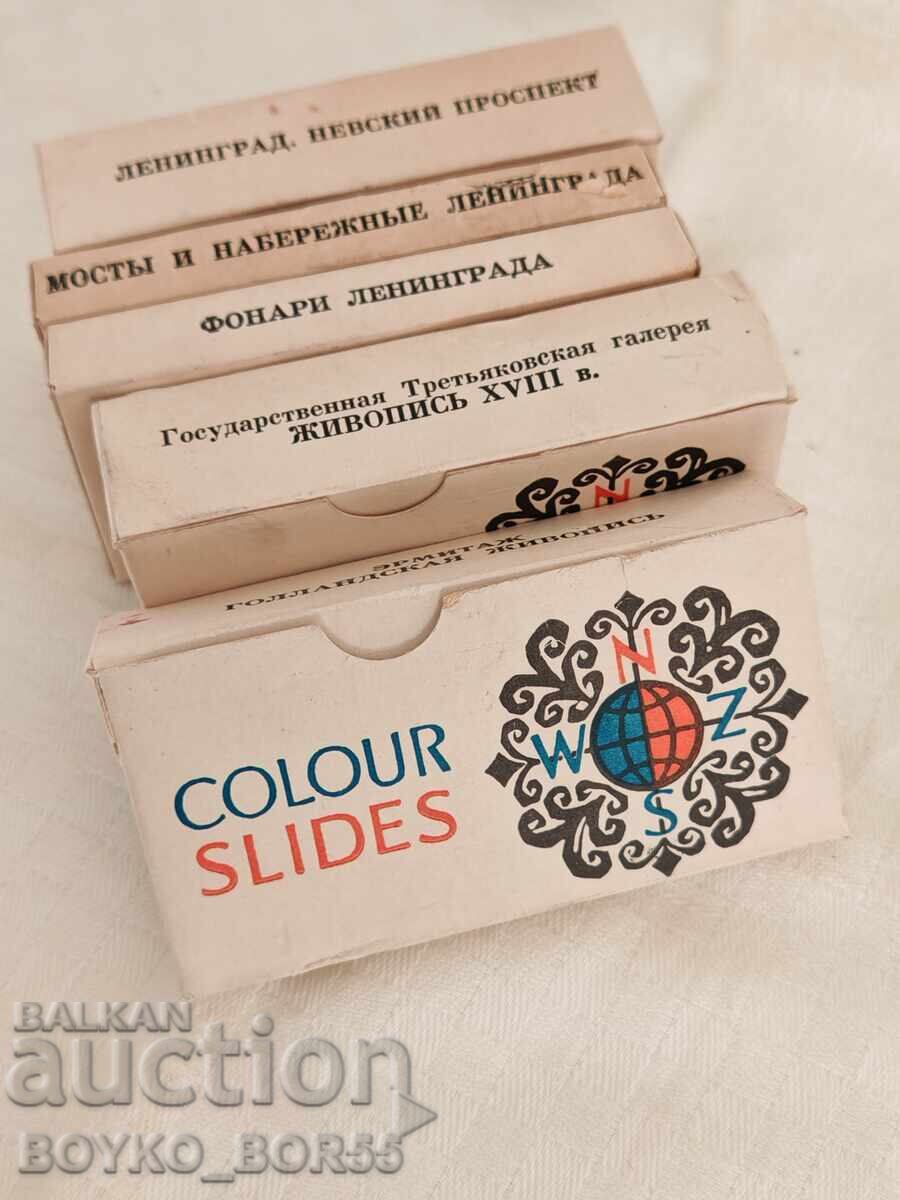 ЛЕНИНГРАД. НЕВСКИЙ ПРОСПЕКТ
МОСТЫ И НАБЕРЕЖНЫЕ ЛЕНИНГРАДА
ФОНАРИ ЛЕНИНГРАДА
Государственная Третьяковская галерея
ЖИВОПИСЬ XVIII в.
N
ЭРМИТАЖ
ГОЛЛАНДСКАЯ ЖИВОПИСЬ
COLOUR
SLIDES
N
W Z
S
BALKAN
auction
BOYKO_BOR55